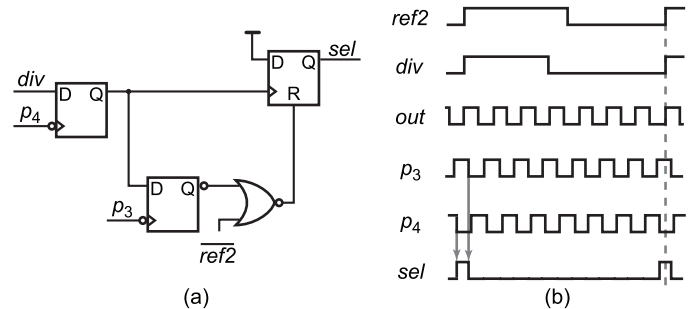 D Q
R
sel
div
p4
D Q
D Q
p3
ref2
(a)
ref2
div
out
p3
p4
sel
(b)